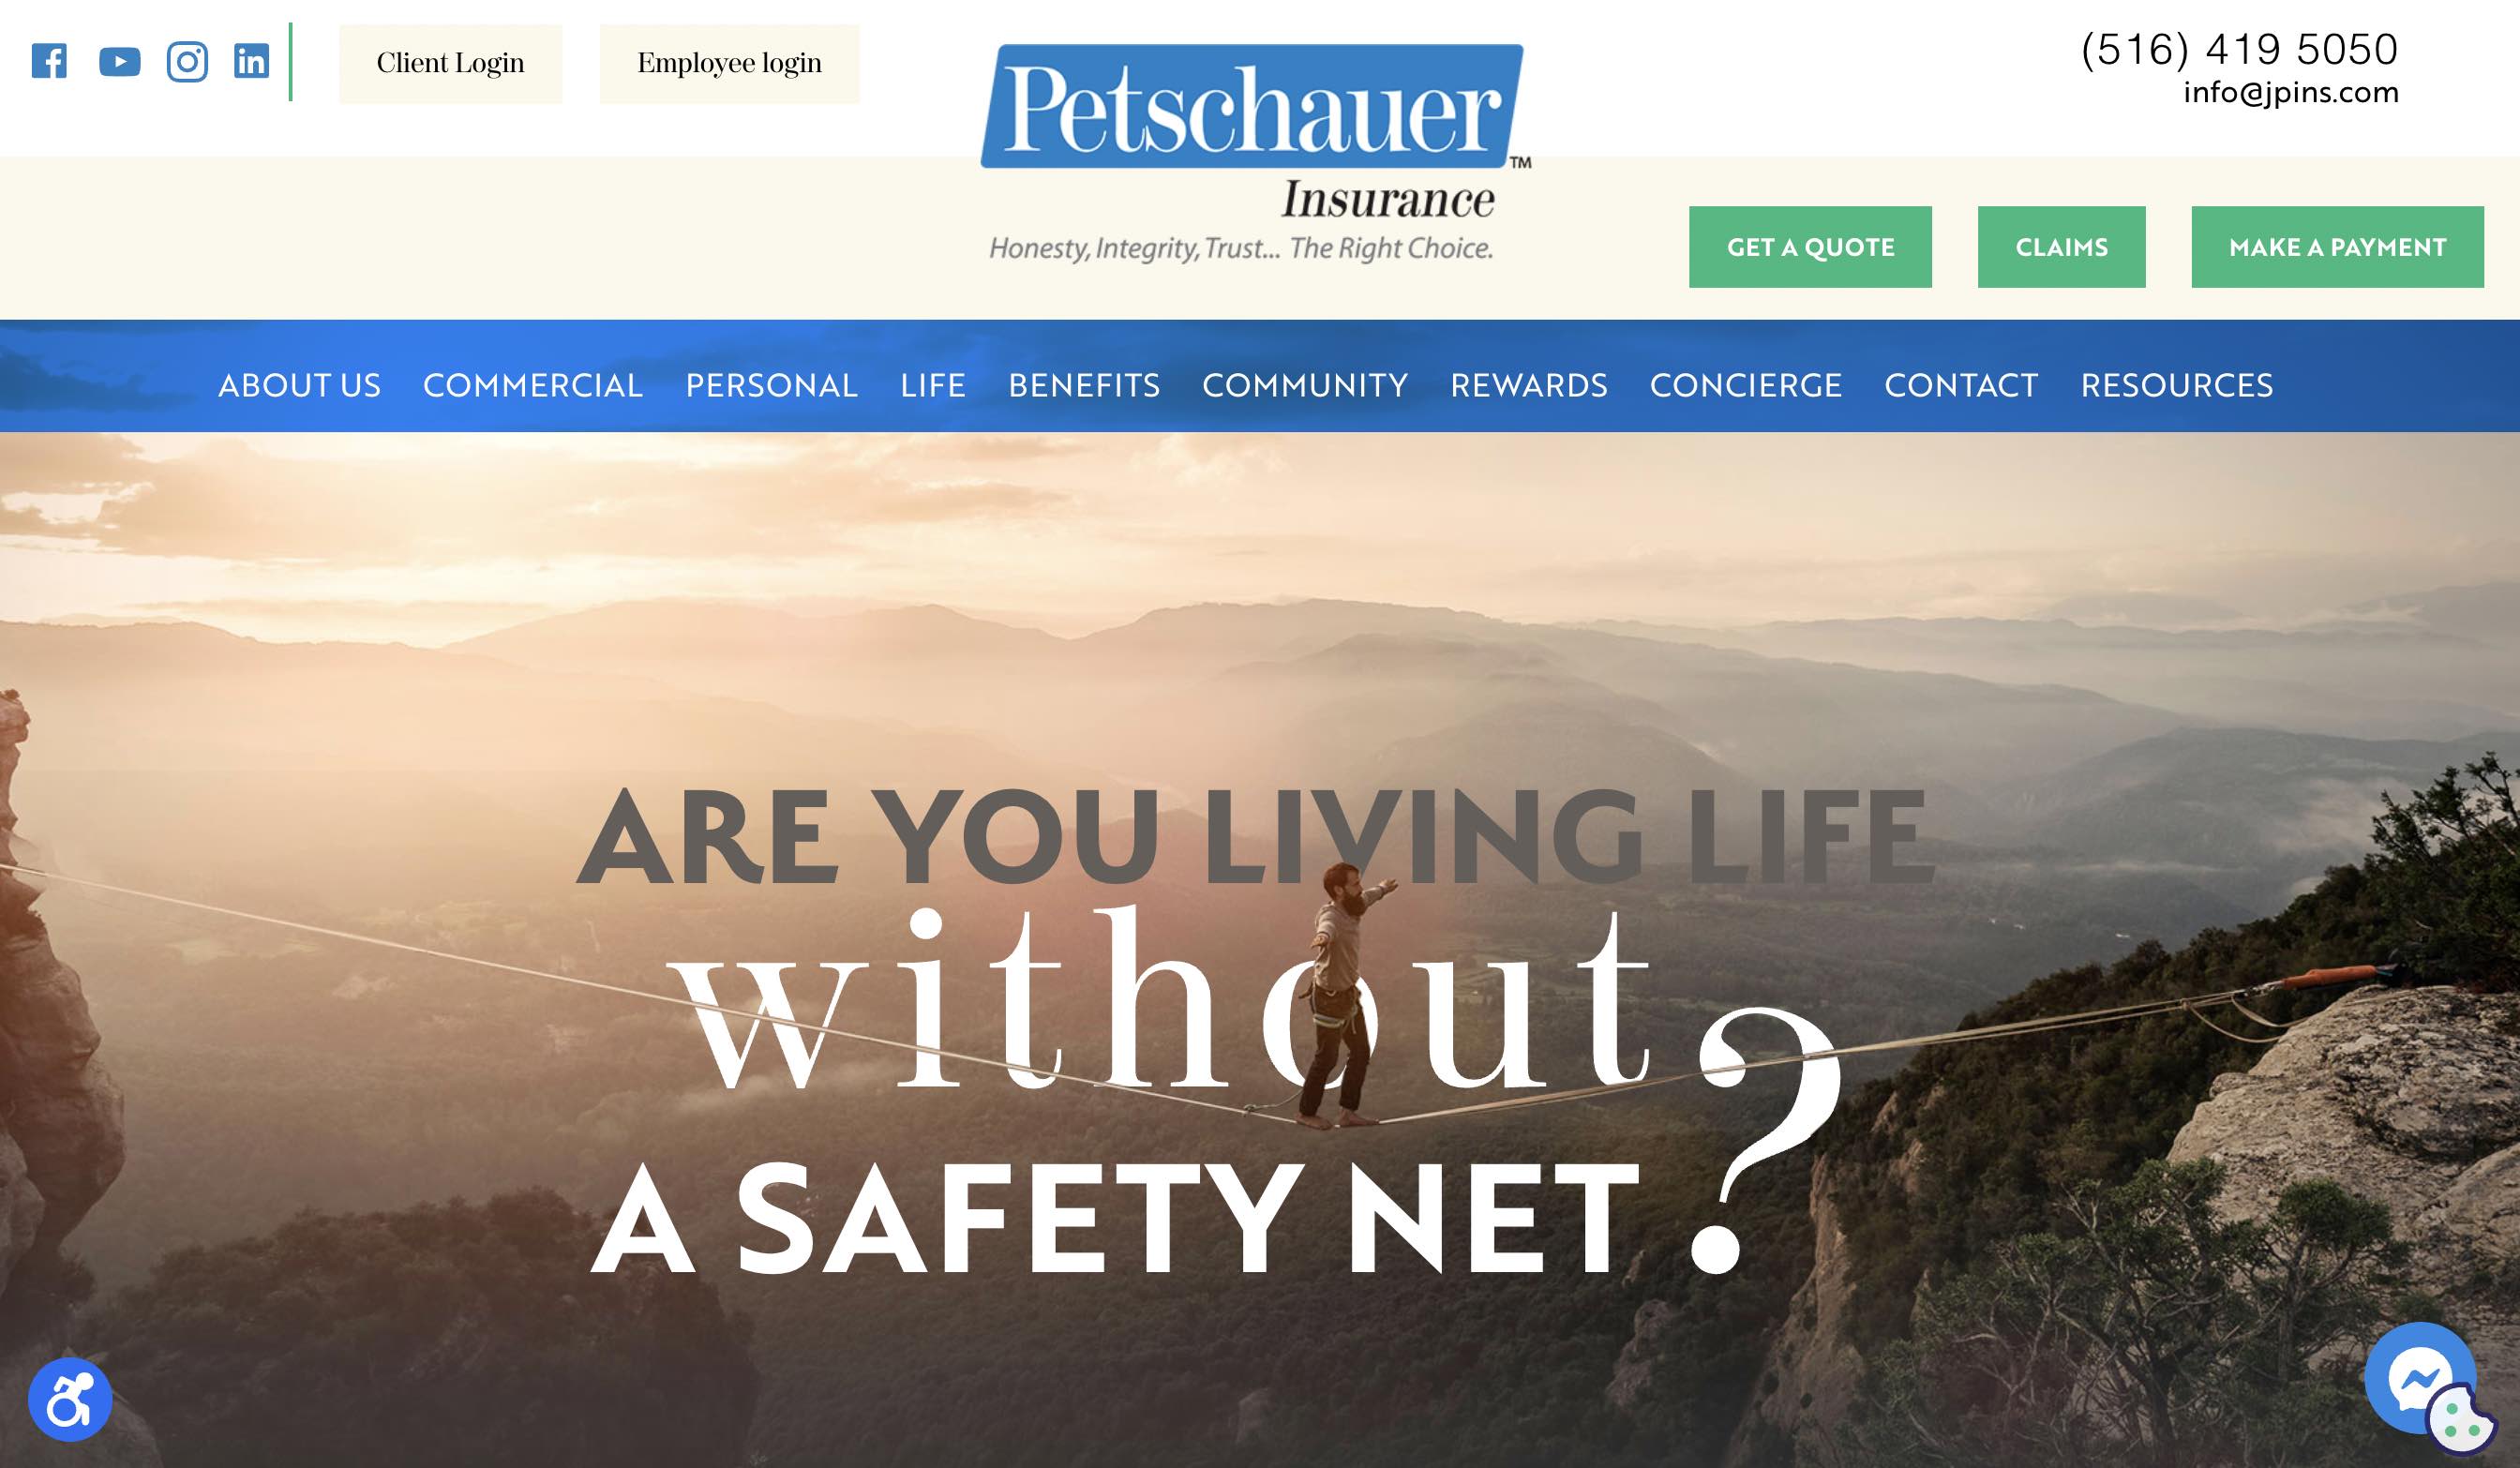 Client Login
Employee login
(516) 419 5050
info@jpins.com
Petschauer™
Insurance
Honesty, Integrity, Trust... The Right Choice.
GET A QUOTE
CLAIMS
MAKE A PAYMENT
ABOUT US
COMMERCIAL
PERSONAL
LIFE
BENEFITS
COMMUNITY
REWARDS
CONCIERGE
CONTACT
RESOURCES
ARE YOU LIVING LIFE
without
A SAFETY NET?